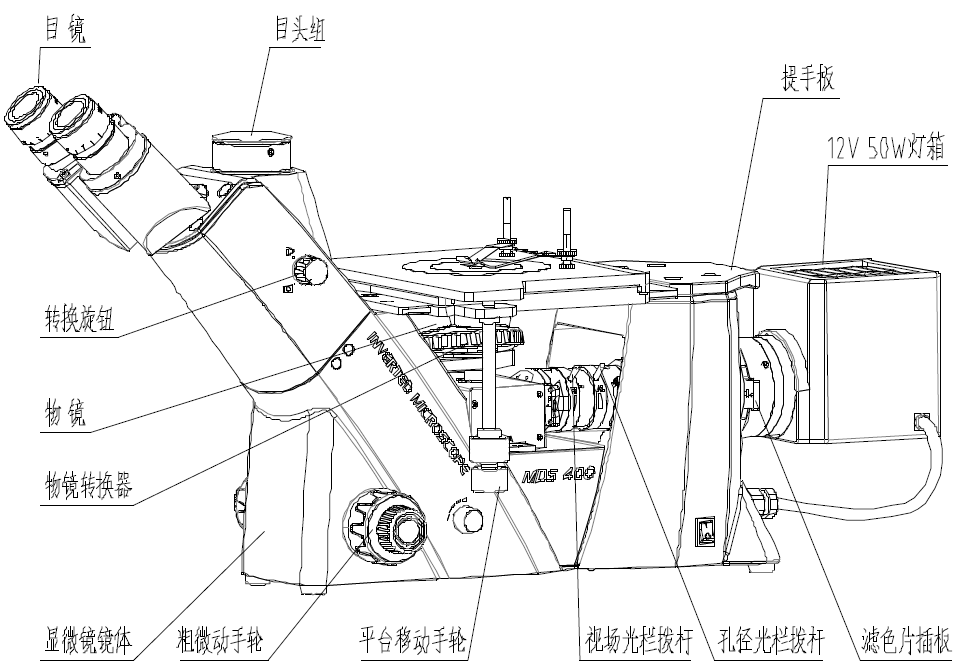 目镜
目头组
提手板
12V 50W灯箱
转换旋钮
物镜
物镜转换器
INVERTED MICROSCOPE
MDS 400
显微镜镜体
粗微动手轮
平台移动手轮
视场光栏拨杆
孔径光栏拨杆
滤色片插板